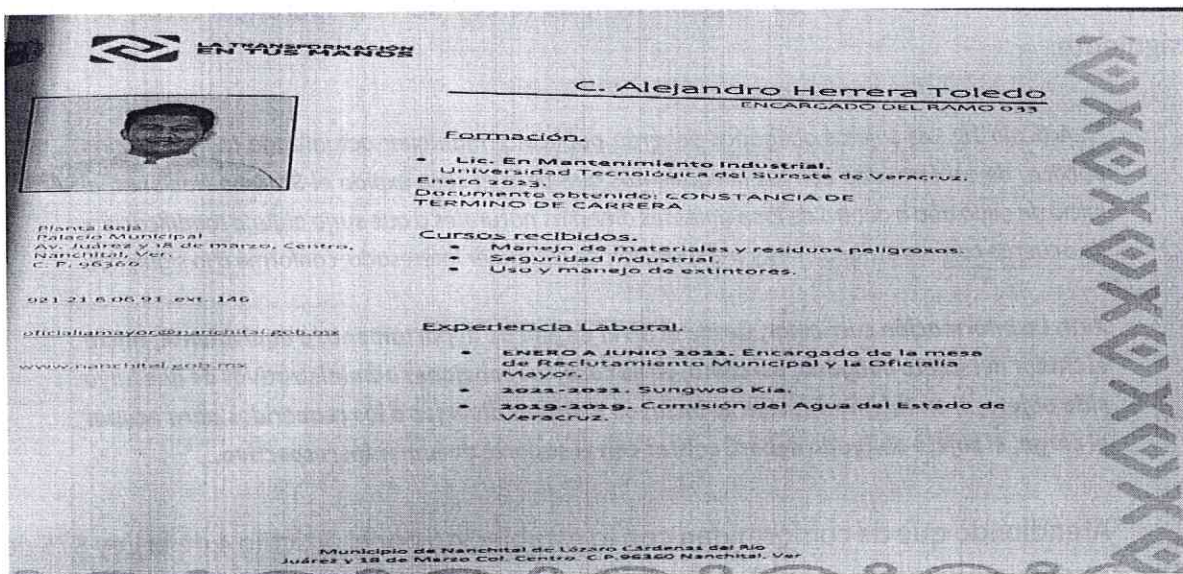 LA TRANSFORMACIÓN
EN TUS MANOS
C. Alejandro Herrera Toledo
ENCARGADO DEL RAMO 033
Formación.
• Lic. En Mantenimiento Industrial.
Universidad Tecnológica del Sureste de Veracruz.
Enero 2023.
Documento obtenido: CONSTANCIA DE
TERMINO DE CARRERA
Planta Baja,
Palacio Municipal
Av. Juárez y 18 de marzo, Centro,
Nanchital, Ver.
C. P. 96360
921 21 6 06 91 ext. 146
oficialiamayor@nanchital.gob.mx
www.nanchital.gob.mx
Cursos recibidos.
• Manejo de materiales y residuos peligrosos.
• Seguridad Industrial.
• Uso y manejo de extintores.
Experiencia Laboral.
• ENERO A JUNIO 2022. Encargado de la mesa
de Reclutamiento Municipal y la Oficialía
Mayor.
• 2021-2021. Sungwoo Kia.
• 2019-2019. Comisión del Agua del Estado de
Veracruz.
Municipio de Nanchital de Lázaro Cárdenas del Río
Juárez y 18 de Marzo Col. Centro. C.P.96360 Nanchital, Ver